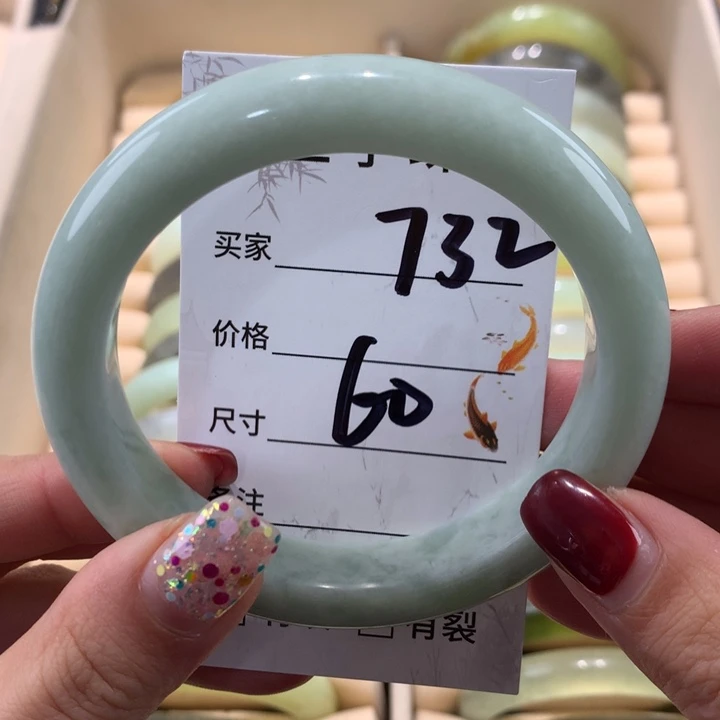 买家 732
价格
尺寸 60
备注
有裂